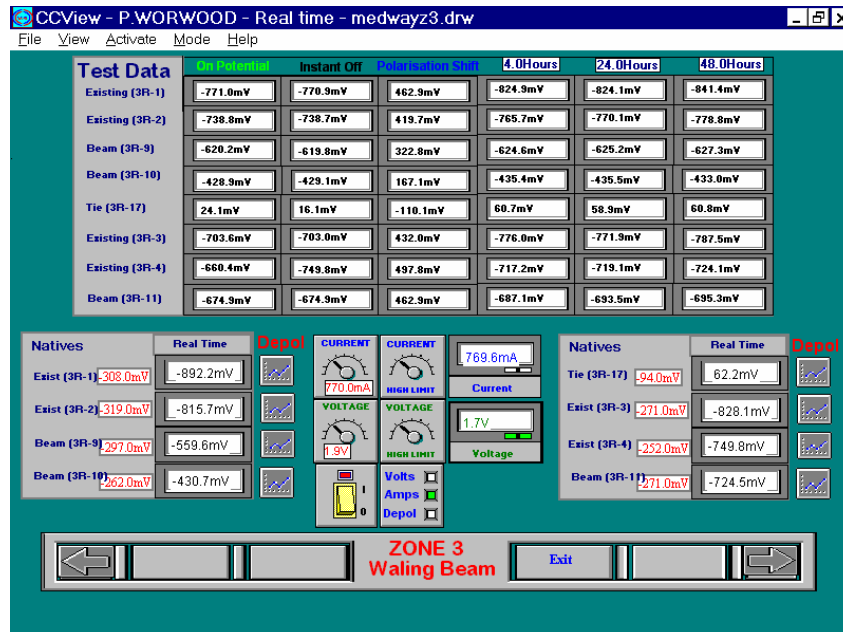 CCView - P.WORWOOD - Real time - medwayz3.drw
File View Activate Mode Help
Test Data On Potential Instant Off Polarisation Shift 4.0Hours 24.0Hours 48.0Hours
Existing (3R-1) -771.0mV -770.9mV 462.9mV -824.9mV -824.1mV -841.4mV
Existing (3R-2) -738.8mV -738.7mV 419.7mV -765.7mV -770.1mV -778.8mV
Beam (3R-9) -620.2mV -619.8mV 322.8mV -624.6mV -625.2mV -627.3mV
Beam (3R-10) -428.9mV -429.1mV 167.1mV -435.4mV -435.5mV -433.0mV
Tie (3R-17) 24.1mV 16.1mV -110.1mV 60.7mV 58.9mV 60.8mV
Existing (3R-3) -703.6mV -703.0mV 432.0mV -776.0mV -771.9mV -787.5mV
Existing (3R-4) -660.4mV -749.8mV 497.8mV -717.2mV -719.1mV -724.1mV
Beam (3R-11) -674.9mV -674.9mV 462.9mV -687.1mV -693.5mV -695.3mV
Natives Real Time Depol
Exist (3R-1) -308.0mV -892.2mV
Exist (3R-2) -319.0mV -815.7mV
Beam (3R-9) -297.0mV -559.6mV
Beam (3R-10) -262.0mV -430.7mV
CURRENT CURRENT
770.0mA HIGH LIMIT
VOLTAGE VOLTAGE
1.9V HIGH LIMIT
769.6mA
Current
1.7V
Voltage
I
0
Volts
Amps
Depol
Natives Real Time Depol
Tie (3R-17) -94.0mV 62.2mV
Exist (3R-3) -271.0mV -828.1mV
Exist (3R-4) -252.0mV -749.8mV
Beam (3R-11) -271.0mV -724.5mV
ZONE 3
Waling Beam
Exit